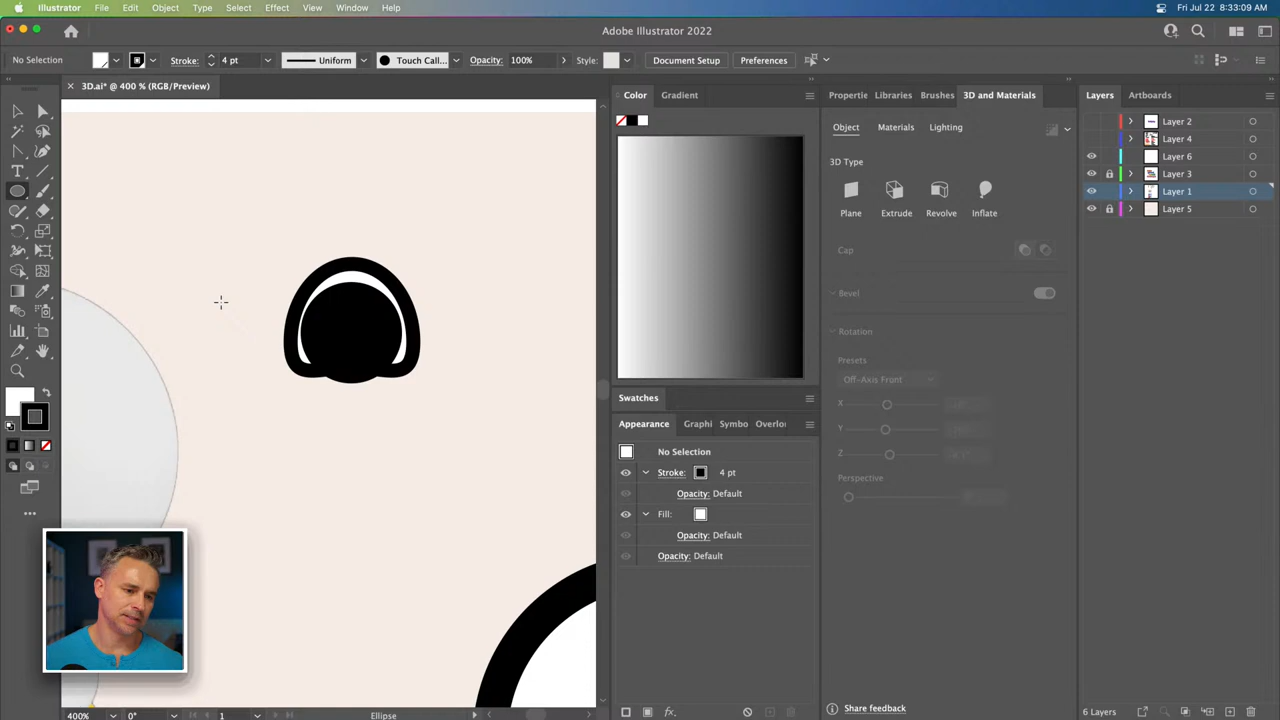 Illustrator File Edit Object Type Select Effect View Window Help Fri Jul 22 8:33:09 AM
Adobe Illustrator 2022
No Selection Stroke: 4 pt Uniform Touch Call... Opacity: 100% Style: Document Setup Preferences
3D.ai* @ 400 % (RGB/Preview)
Color Gradient
Propertie Libraries Brushes 3D and Materials
Layers Artboards
Object Materials Lighting
3D Type
Plane Extrude Revolve Inflate
Cap
Bevel
Rotation
Presets
Off-Axis Front
X
Y
Z
Perspective
Layer 2
Layer 4
Layer 6
Layer 3
Layer 1
Layer 5
Swatches
Appearance Graphi Symbo Overloi
No Selection
Stroke: 4 pt
Opacity: Default
Fill:
Opacity: Default
Opacity: Default
400% 0° 1 Ellipse
fx
Share feedback
6 Layers